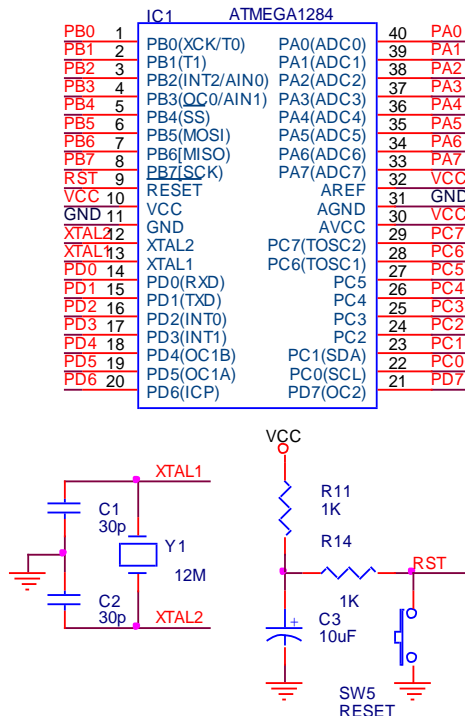 IC1 ATMEGA1284
PB0 1 PB0(XCK/T0) PA0(ADC0) 40 PA0
PB1 2 PB1(T1) PA1(ADC1) 39 PA1
PB2 3 PB2(INT2/AIN0) PA2(ADC2) 38 PA2
PB3 4 PB3(OC0/AIN1) PA3(ADC3) 37 PA3
PB4 5 PB4(SS) PA4(ADC4) 36 PA4
PB5 6 PB5(MOSI) PA5(ADC5) 35 PA5
PB6 7 PB6[MISO) PA6(ADC6) 34 PA6
PB7 8 PB7[SCK) PA7(ADC7) 33 PA7
RST 9 RESET AREF 32 VCC
VCC 10 VCC AGND 31 GND
GND 11 GND AVCC 30 VCC
XTAL2 12 XTAL2 PC7(TOSC2) 29 PC7
XTAL1 13 XTAL1 PC6(TOSC1) 28 PC6
PD0 14 PD0(RXD) PC5 27 PC5
PD1 15 PD1(TXD) PC4 26 PC4
PD2 16 PD2(INT0) PC3 25 PC3
PD3 17 PD3(INT1) PC2 24 PC2
PD4 18 PD4(OC1B) PC1(SDA) 23 PC1
PD5 19 PD5(OC1A) PC0(SCL) 22 PC0
PD6 20 PD6(ICP) PD7(OC2) 21 PD7
XTAL1
C1
30p
Y1
12M
C2
30p
XTAL2
VCC
R11
1K
R14
1K
RST
C3
10uF
+
SW5
RESET